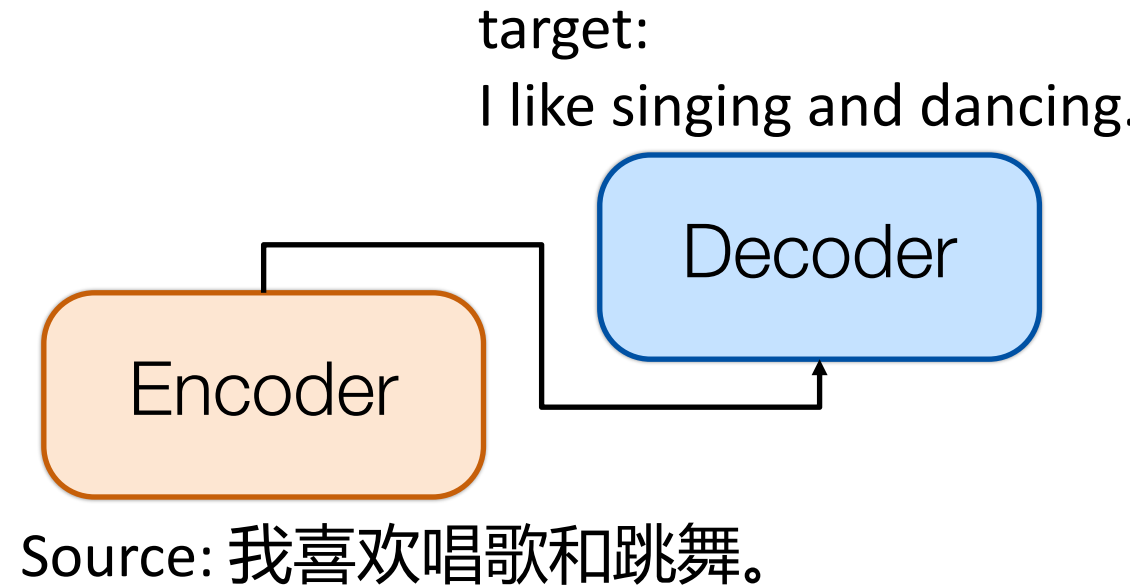 target:
I like singing and dancing.
Decoder
Encoder
Source: 我喜欢唱歌和跳舞。